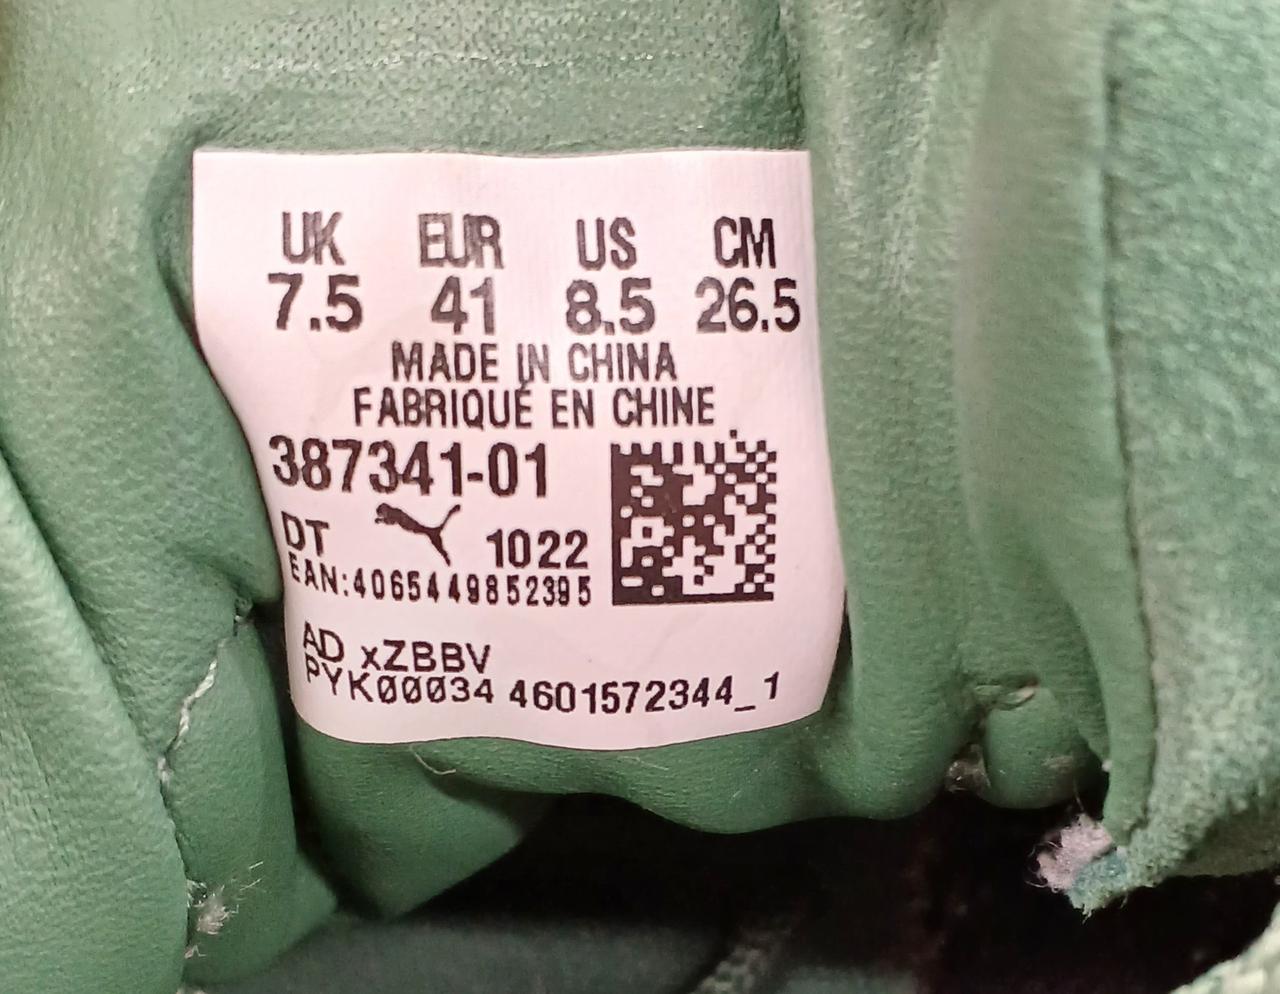 UK EUR US CM
7.5 41 8.5 26.5
MADE IN CHINA
FABRIQUÉ EN CHINE
387341-01
DT 1022
EAN:4065449852395
AD xZBBV
PYK00034 4601572344_1